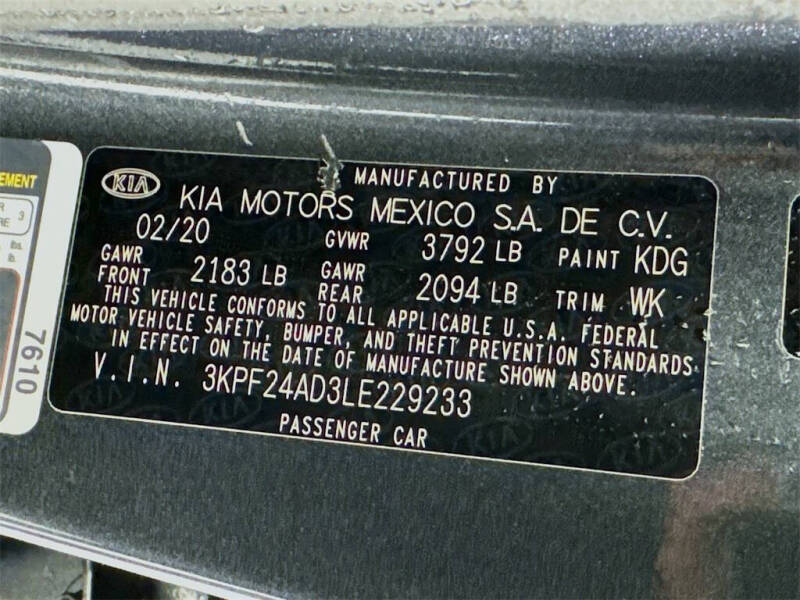 KIA
MANUFACTURED BY
KIA MOTORS MEXICO S.A. DE C.V.
02/20 GVWR 3792 LB PAINT KDG
GAWR FRONT 2183 LB GAWR REAR 2094 LB TRIM WK
THIS VEHICLE CONFORMS TO ALL APPLICABLE U.S.A. FEDERAL
MOTOR VEHICLE SAFETY, BUMPER, AND THEFT PREVENTION STANDARDS
IN EFFECT ON THE DATE OF MANUFACTURE SHOWN ABOVE.
V.I.N. 3KPF24AD3LE229233
PASSENGER CAR
3
lbs.
7610